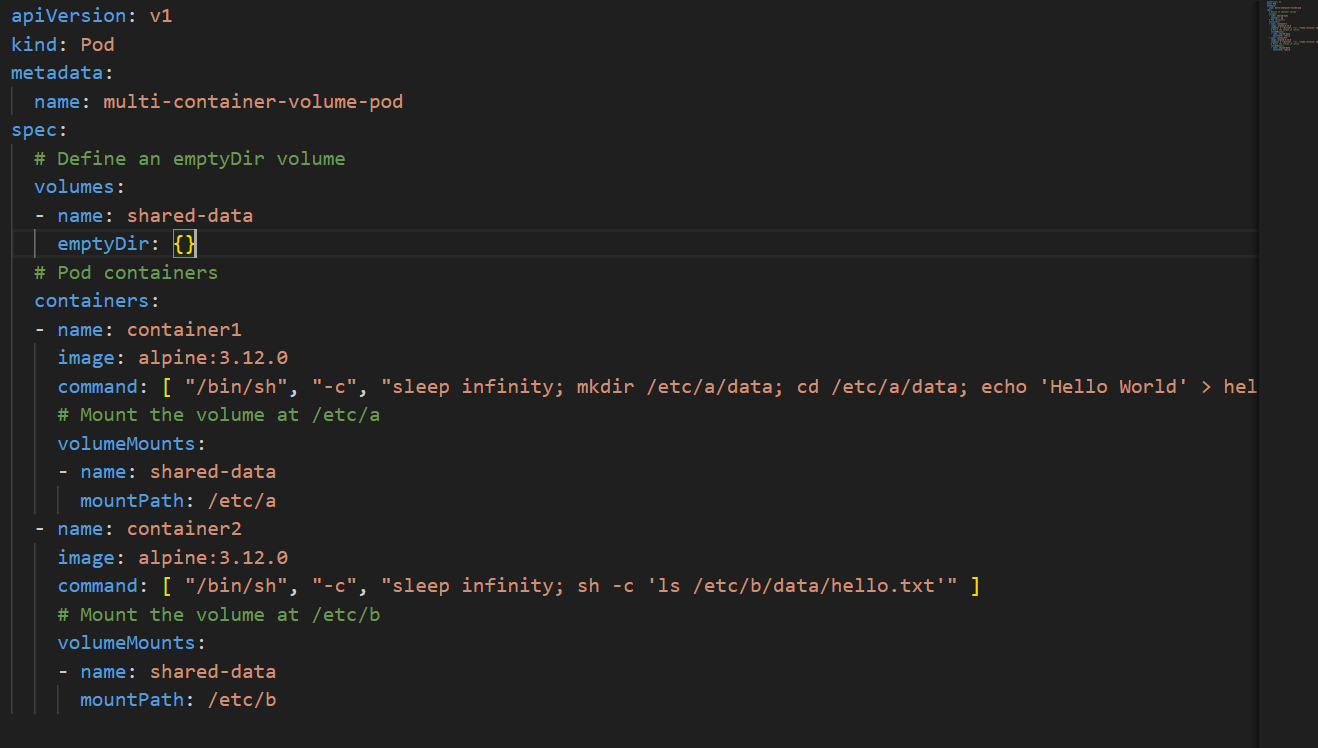 apiVersion: v1
kind: Pod
metadata:
  name: multi-container-volume-pod
spec:
  # Define an emptyDir volume
  volumes:
  - name: shared-data
    emptyDir: {}
  # Pod containers
  containers:
  - name: container1
    image: alpine:3.12.0
    command: [ "/bin/sh", "-c", "sleep infinity; mkdir /etc/a/data; cd /etc/a/data; echo 'Hello World' > hel
    # Mount the volume at /etc/a
    volumeMounts:
    - name: shared-data
      mountPath: /etc/a
  - name: container2
    image: alpine:3.12.0
    command: [ "/bin/sh", "-c", "sleep infinity; sh -c 'ls /etc/b/data/hello.txt'" ]
    # Mount the volume at /etc/b
    volumeMounts:
    - name: shared-data
      mountPath: /etc/b